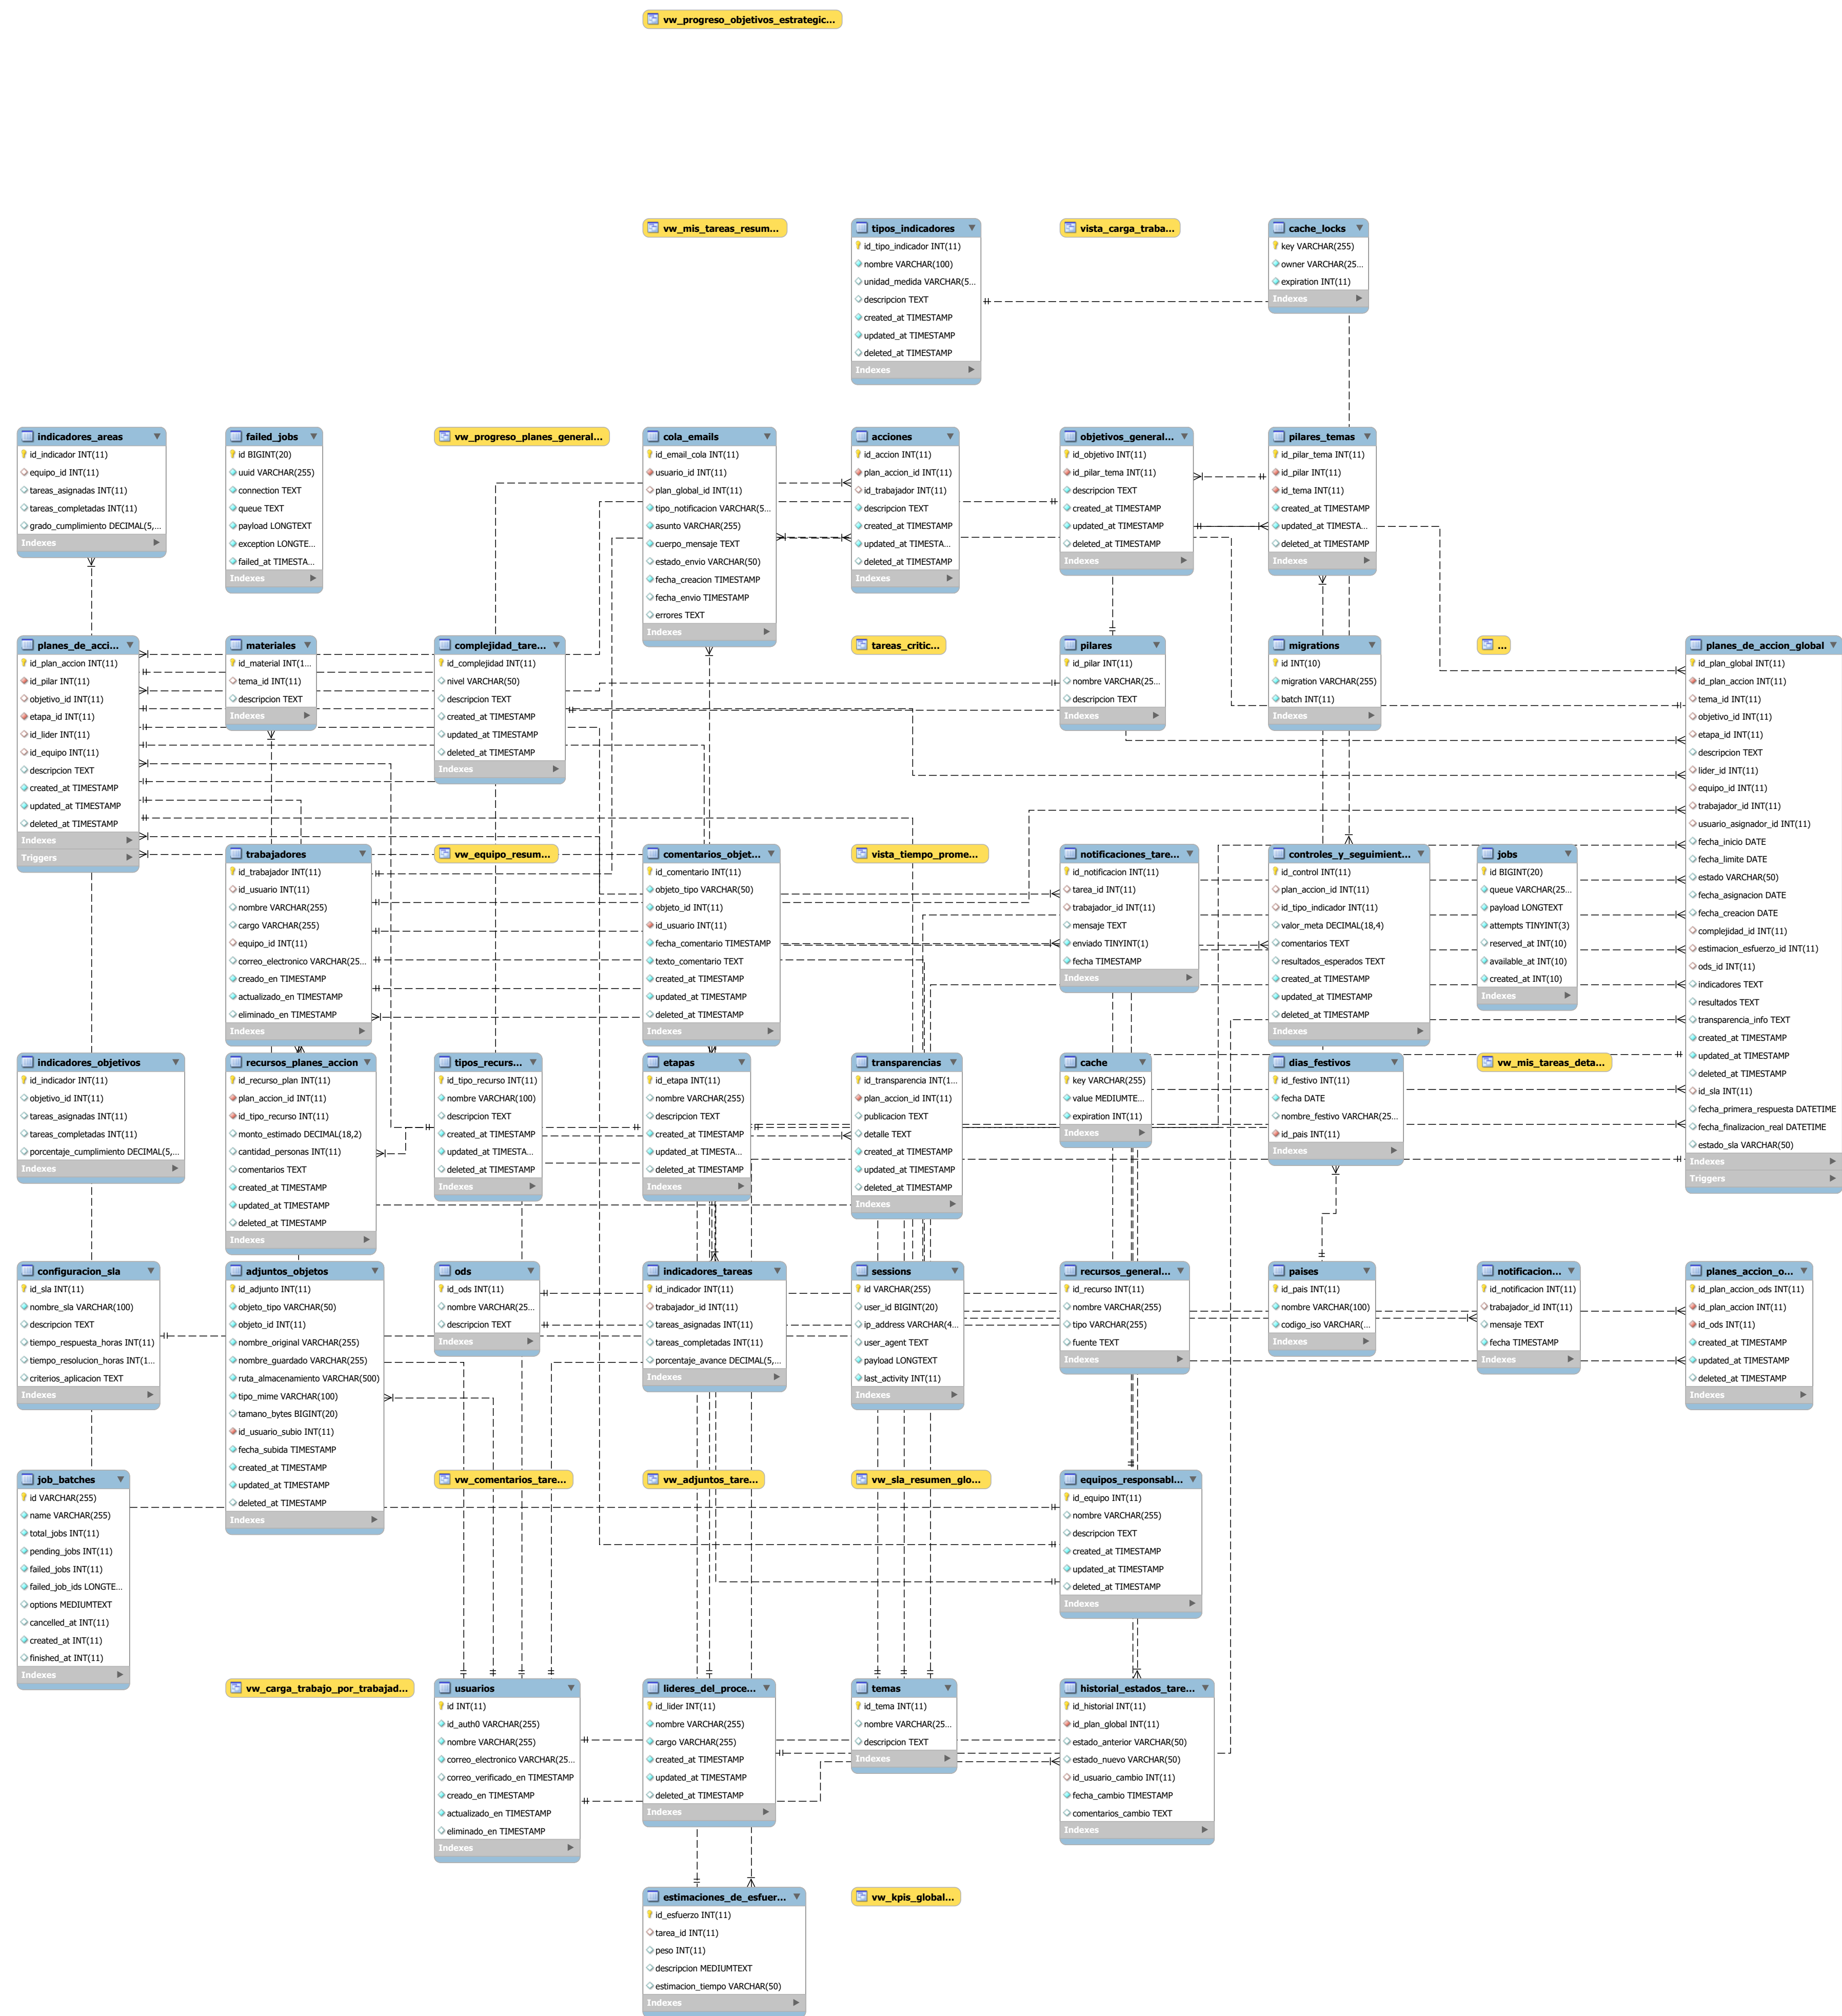 vw_progreso_objetivos_estrategic...
vw_mis_tareas_resum...
tipos_indicadores
id_tipo_indicador INT(11)
nombre VARCHAR(100)
unidad_medida VARCHAR(5...
descripcion TEXT
created_at TIMESTAMP
updated_at TIMESTAMP
deleted_at TIMESTAMP
Indexes
vista_carga_traba...
cache_locks
key VARCHAR(255)
owner VARCHAR(25...
expiration INT(11)
Indexes
indicadores_areas
id_indicador INT(11)
equipo_id INT(11)
tareas_asignadas INT(11)
tareas_completadas INT(11)
grado_cumplimiento DECIMAL(5,...
Indexes
failed_jobs
id BIGINT(20)
uuid VARCHAR(255)
connection TEXT
queue TEXT
payload LONGTEXT
exception LONGTE...
failed_at TIMESTA...
Indexes
vw_progreso_planes_general...
cola_emails
id_email_cola INT(11)
usuario_id INT(11)
plan_global_id INT(11)
tipo_notificacion VARCHAR(5...
asunto VARCHAR(255)
cuerpo_mensaje TEXT
estado_envio VARCHAR(50)
fecha_creacion TIMESTAMP
fecha_envio TIMESTAMP
errores TEXT
Indexes
acciones
id_accion INT(11)
plan_accion_id INT(11)
id_trabajador INT(11)
descripcion TEXT
created_at TIMESTAMP
updated_at TIMESTA...
deleted_at TIMESTAMP
Indexes
objetivos_general...
id_objetivo INT(11)
id_pilar_tema INT(11)
descripcion TEXT
created_at TIMESTAMP
updated_at TIMESTAMP
deleted_at TIMESTAMP
Indexes
pilares_temas
id_pilar_tema INT(11)
id_pilar INT(11)
id_tema INT(11)
created_at TIMESTAMP
updated_at TIMESTA...
deleted_at TIMESTAMP
Indexes
planes_de_acci...
id_plan_accion INT(11)
id_pilar INT(11)
objetivo_id INT(11)
etapa_id INT(11)
id_lider INT(11)
id_equipo INT(11)
descripcion TEXT
created_at TIMESTAMP
updated_at TIMESTAMP
deleted_at TIMESTAMP
Indexes
Triggers
materiales
id_material INT(1...
tema_id INT(11)
descripcion TEXT
Indexes
complejidad_tare...
id_complejidad INT(11)
nivel VARCHAR(50)
descripcion TEXT
created_at TIMESTAMP
updated_at TIMESTAMP
deleted_at TIMESTAMP
Indexes
tareas_critic...
pilares
id_pilar INT(11)
nombre VARCHAR(25...
descripcion TEXT
Indexes
migrations
id INT(10)
migration VARCHAR(255)
batch INT(11)
Indexes
...
planes_de_accion_global
id_plan_global INT(11)
id_plan_accion INT(11)
tema_id INT(11)
objetivo_id INT(11)
etapa_id INT(11)
descripcion TEXT
lider_id INT(11)
equipo_id INT(11)
trabajador_id INT(11)
usuario_asignador_id INT(11)
fecha_inicio DATE
fecha_limite DATE
estado VARCHAR(50)
fecha_asignacion DATE
fecha_creacion DATE
complejidad_id INT(11)
estimacion_esfuerzo_id INT(11)
ods_id INT(11)
indicadores TEXT
resultados TEXT
transparencia_info TEXT
created_at TIMESTAMP
updated_at TIMESTAMP
deleted_at TIMESTAMP
id_sla INT(11)
fecha_primera_respuesta DATETIME
fecha_finalizacion_real DATETIME
estado_sla VARCHAR(50)
Indexes
Triggers
trabajadores
id_trabajador INT(11)
id_usuario INT(11)
nombre VARCHAR(255)
cargo VARCHAR(255)
equipo_id INT(11)
correo_electronico VARCHAR(25...
creado_en TIMESTAMP
actualizado_en TIMESTAMP
eliminado_en TIMESTAMP
Indexes
vw_equipo_resum...
comentarios_objet...
id_comentario INT(11)
objeto_tipo VARCHAR(50)
objeto_id INT(11)
id_usuario INT(11)
fecha_comentario TIMESTAMP
texto_comentario TEXT
created_at TIMESTAMP
updated_at TIMESTAMP
deleted_at TIMESTAMP
Indexes
vista_tiempo_prome...
notificaciones_tare...
id_notificacion INT(11)
tarea_id INT(11)
trabajador_id INT(11)
mensaje TEXT
enviado TINYINT(1)
fecha TIMESTAMP
Indexes
controles_y_seguimient...
id_control INT(11)
plan_accion_id INT(11)
id_tipo_indicador INT(11)
valor_meta DECIMAL(18,4)
comentarios TEXT
resultados_esperados TEXT
created_at TIMESTAMP
updated_at TIMESTAMP
deleted_at TIMESTAMP
Indexes
jobs
id BIGINT(20)
queue VARCHAR(25...
payload LONGTEXT
attempts TINYINT(3)
reserved_at INT(10)
available_at INT(10)
created_at INT(10)
Indexes
indicadores_objetivos
id_indicador INT(11)
objetivo_id INT(11)
tareas_asignadas INT(11)
tareas_completadas INT(11)
porcentaje_cumplimiento DECIMAL(5,...
Indexes
recursos_planes_accion
id_recurso_plan INT(11)
plan_accion_id INT(11)
id_tipo_recurso INT(11)
monto_estimado DECIMAL(18,2)
cantidad_personas INT(11)
comentarios TEXT
created_at TIMESTAMP
updated_at TIMESTAMP
deleted_at TIMESTAMP
Indexes
tipos_recurs...
id_tipo_recurso INT(11)
nombre VARCHAR(100)
descripcion TEXT
created_at TIMESTAMP
updated_at TIMESTA...
deleted_at TIMESTAMP
Indexes
etapas
id_etapa INT(11)
nombre VARCHAR(255)
descripcion TEXT
created_at TIMESTAMP
updated_at TIMESTA...
deleted_at TIMESTAMP
Indexes
transparencias
id_transparencia INT(1...
plan_accion_id INT(11)
publicacion TEXT
detalle TEXT
created_at TIMESTAMP
updated_at TIMESTAMP
deleted_at TIMESTAMP
Indexes
cache
key VARCHAR(255)
value MEDIUMTE...
expiration INT(11)
Indexes
dias_festivos
id_festivo INT(11)
fecha DATE
nombre_festivo VARCHAR(25...
id_pais INT(11)
Indexes
vw_mis_tareas_deta...
configuracion_sla
id_sla INT(11)
nombre_sla VARCHAR(100)
descripcion TEXT
tiempo_respuesta_horas INT(11)
tiempo_resolucion_horas INT(1...
criterios_aplicacion TEXT
Indexes
adjuntos_objetos
id_adjunto INT(11)
objeto_tipo VARCHAR(50)
objeto_id INT(11)
nombre_original VARCHAR(255)
nombre_guardado VARCHAR(255)
ruta_almacenamiento VARCHAR(500)
tipo_mime VARCHAR(100)
tamano_bytes BIGINT(20)
id_usuario_subio INT(11)
fecha_subida TIMESTAMP
created_at TIMESTAMP
updated_at TIMESTAMP
deleted_at TIMESTAMP
Indexes
ods
id_ods INT(11)
nombre VARCHAR(25...
descripcion TEXT
Indexes
indicadores_tareas
id_indicador INT(11)
trabajador_id INT(11)
tareas_asignadas INT(11)
tareas_completadas INT(11)
porcentaje_avance DECIMAL(5,...
Indexes
sessions
id VARCHAR(255)
user_id BIGINT(20)
ip_address VARCHAR(4...
user_agent TEXT
payload LONGTEXT
last_activity INT(11)
Indexes
recursos_general...
id_recurso INT(11)
nombre VARCHAR(255)
tipo VARCHAR(255)
fuente TEXT
Indexes
paises
id_pais INT(11)
nombre VARCHAR(100)
codigo_iso VARCHAR(...
Indexes
notificacion...
id_notificacion INT(11)
trabajador_id INT(11)
mensaje TEXT
fecha TIMESTAMP
Indexes
planes_accion_o...
id_plan_accion_ods INT(11)
id_plan_accion INT(11)
id_ods INT(11)
created_at TIMESTAMP
updated_at TIMESTAMP
deleted_at TIMESTAMP
Indexes
job_batches
id VARCHAR(255)
name VARCHAR(255)
total_jobs INT(11)
pending_jobs INT(11)
failed_jobs INT(11)
failed_job_ids LONGTE...
options MEDIUMTEXT
cancelled_at INT(11)
created_at INT(11)
finished_at INT(11)
Indexes
vw_comentarios_tare...
vw_adjuntos_tare...
vw_sla_resumen_glo...
equipos_responsabl...
id_equipo INT(11)
nombre VARCHAR(255)
descripcion TEXT
created_at TIMESTAMP
updated_at TIMESTAMP
deleted_at TIMESTAMP
Indexes
vw_carga_trabajo_por_trabajad...
usuarios
id INT(11)
id_auth0 VARCHAR(255)
nombre VARCHAR(255)
correo_electronico VARCHAR(25...
correo_verificado_en TIMESTAMP
creado_en TIMESTAMP
actualizado_en TIMESTAMP
eliminado_en TIMESTAMP
Indexes
lideres_del_proce...
id_lider INT(11)
nombre VARCHAR(255)
cargo VARCHAR(255)
created_at TIMESTAMP
updated_at TIMESTAMP
deleted_at TIMESTAMP
Indexes
temas
id_tema INT(11)
nombre VARCHAR(25...
descripcion TEXT
Indexes
historial_estados_tare...
id_historial INT(11)
id_plan_global INT(11)
estado_anterior VARCHAR(50)
estado_nuevo VARCHAR(50)
id_usuario_cambio INT(11)
fecha_cambio TIMESTAMP
comentarios_cambio TEXT
Indexes
estimaciones_de_esfuer...
id_esfuerzo INT(11)
tarea_id INT(11)
peso INT(11)
descripcion MEDIUMTEXT
estimacion_tiempo VARCHAR(50)
Indexes
vw_kpis_global...